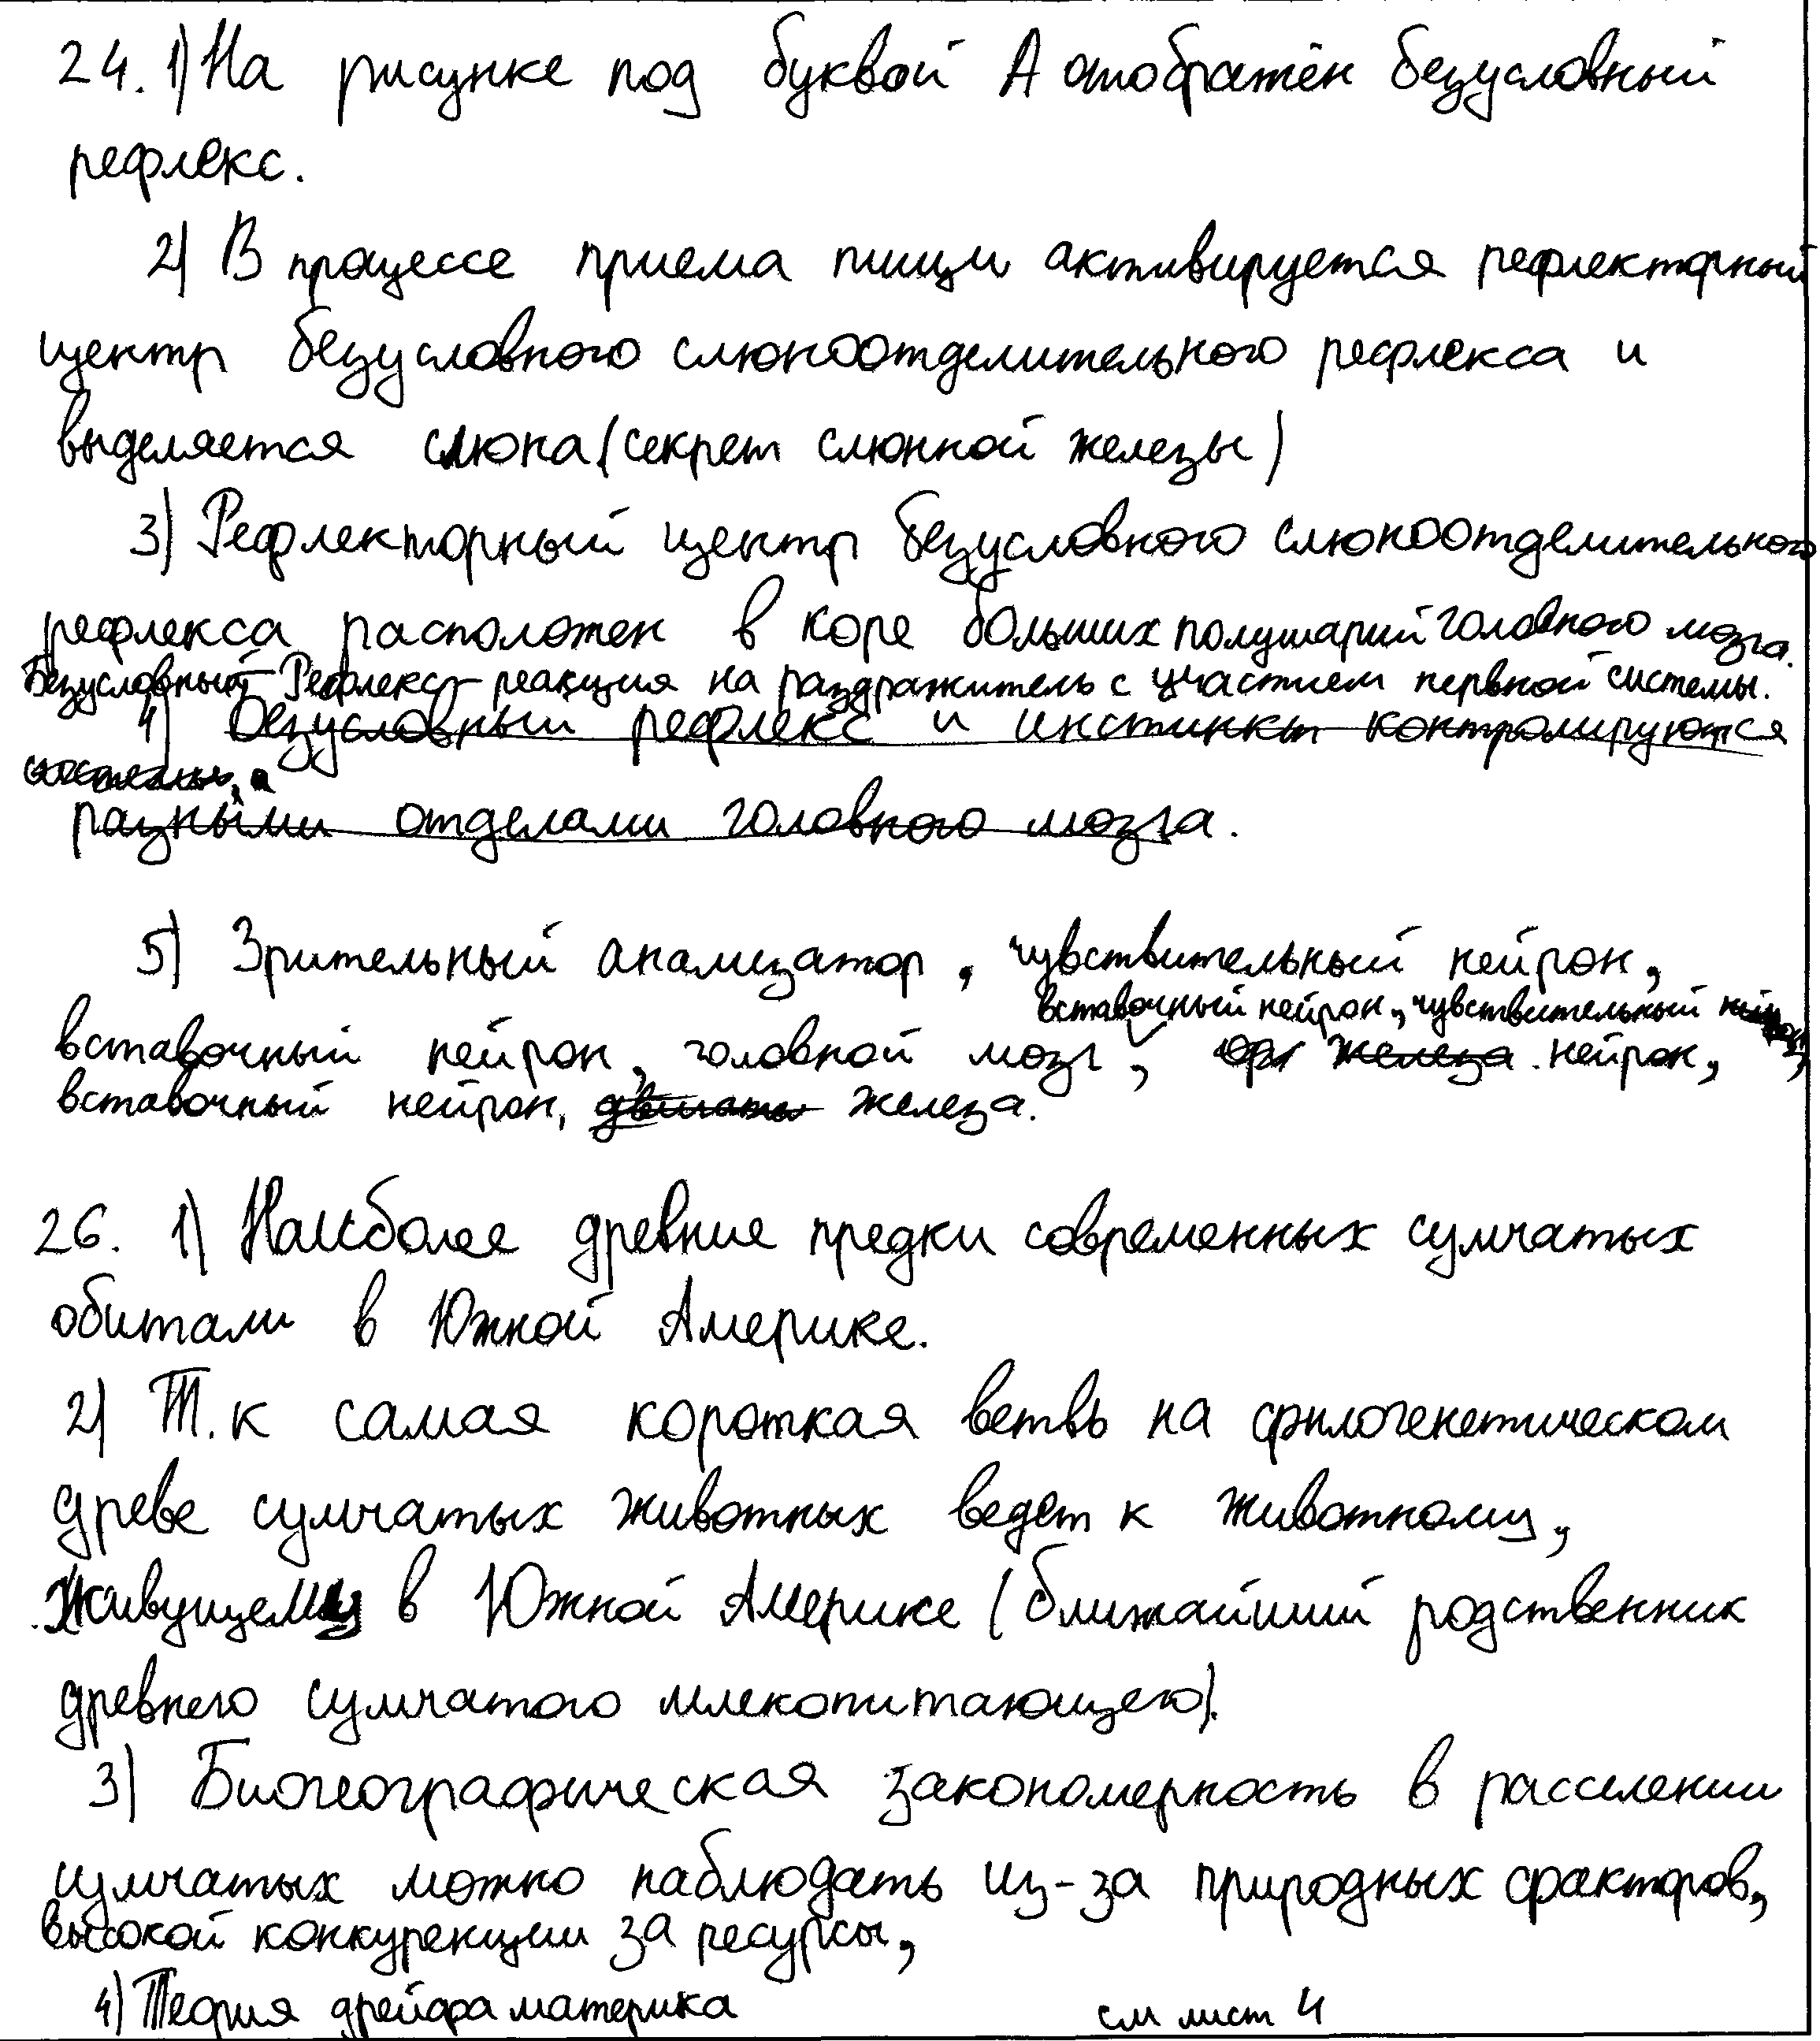 24. 1) На рисунке под буквой А отображён безусловный
рефлекс.
2) В процессе приема пищи активируется рефлекторный
центр безусловного слюноотделительного рефлекса и
выделяется слюна (секрет слюнной железы)
3) Рефлекторный центр безусловного слюноотделительного
рефлекса расположен в коре больших полушарий головного мозга.
Безусловный Рефлекс - реакция на раздражитель с участием нервной системы.
4) Безусловный рефлекс и инстинкт контролируются
разными отделами головного мозга.
5) Зрительный анализатор, чувствительный нейрон,
вставочный нейрон, чувствительный
вставочный нейрон, головной мозг, железа нейрон,
вставочный нейрон, железа.
26. 1) Наиболее древние предки современных сумчатых
обитали в Южной Америке.
2) Т.к самая короткая ветвь на филогенетическом
древе сумчатых животных ведёт к животному,
живущему в Южной Америке (ближайший родственник
древнего сумчатого млекопитающего).
3) Биогеографическая закономерность в расселении
сумчатых можно наблюдать из-за природных факторов,
высокой конкуренции за ресурсы,
4) Теория дрейфа материка см лист 4